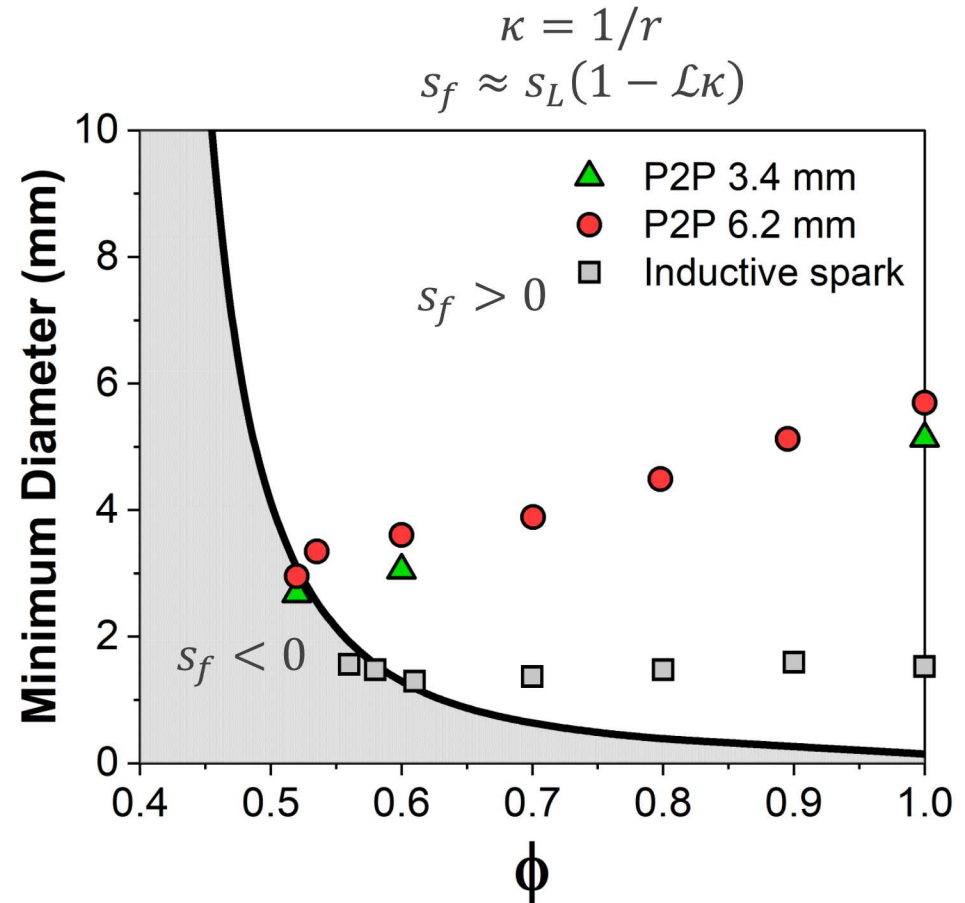 κ = 1/r
s_f ≈ s_L(1 − ℒκ)
10
8
6
4
2
0
Minimum Diameter (mm)
P2P 3.4 mm
P2P 6.2 mm
Inductive spark
s_f > 0
s_f < 0
0.4 0.5 0.6 0.7 0.8 0.9 1.0
ϕ